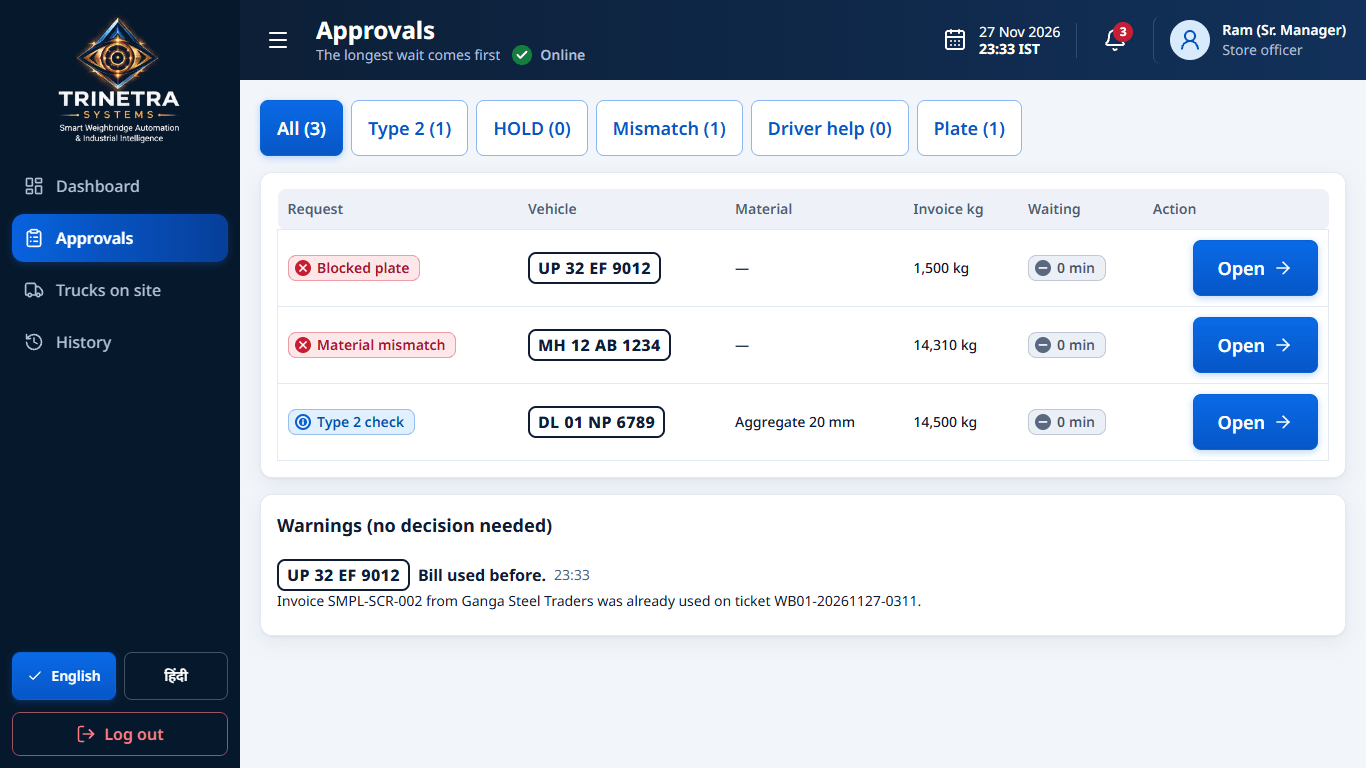 TRINETRA
SYSTEMS
Smart Weighbridge Automation
& Industrial Intelligence
Dashboard
Approvals
Trucks on site
History
English
हिंदी
Log out
Approvals
The longest wait comes first Online
27 Nov 2026
23:33 IST
3
Ram (Sr. Manager)
Store officer
All (3) Type 2 (1) HOLD (0) Mismatch (1) Driver help (0) Plate (1)
Request Vehicle Material Invoice kg Waiting Action
Blocked plate UP 32 EF 9012 — 1,500 kg 0 min Open
Material mismatch MH 12 AB 1234 — 14,310 kg 0 min Open
Type 2 check DL 01 NP 6789 Aggregate 20 mm 14,500 kg 0 min Open
Warnings (no decision needed)
UP 32 EF 9012 Bill used before. 23:33
Invoice SMPL-SCR-002 from Ganga Steel Traders was already used on ticket WB01-20261127-0311.